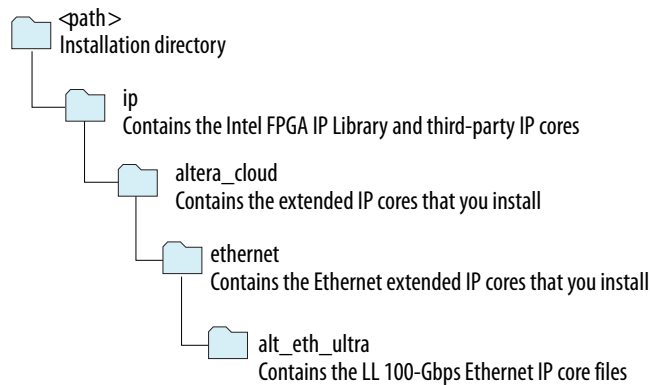 <path>
Installation directory
ip
Contains the Intel FPGA IP Library and third-party IP cores
altera_cloud
Contains the extended IP cores that you install
ethernet
Contains the Ethernet extended IP cores that you install
alt_eth_ultra
Contains the LL 100-Gbps Ethernet IP core files